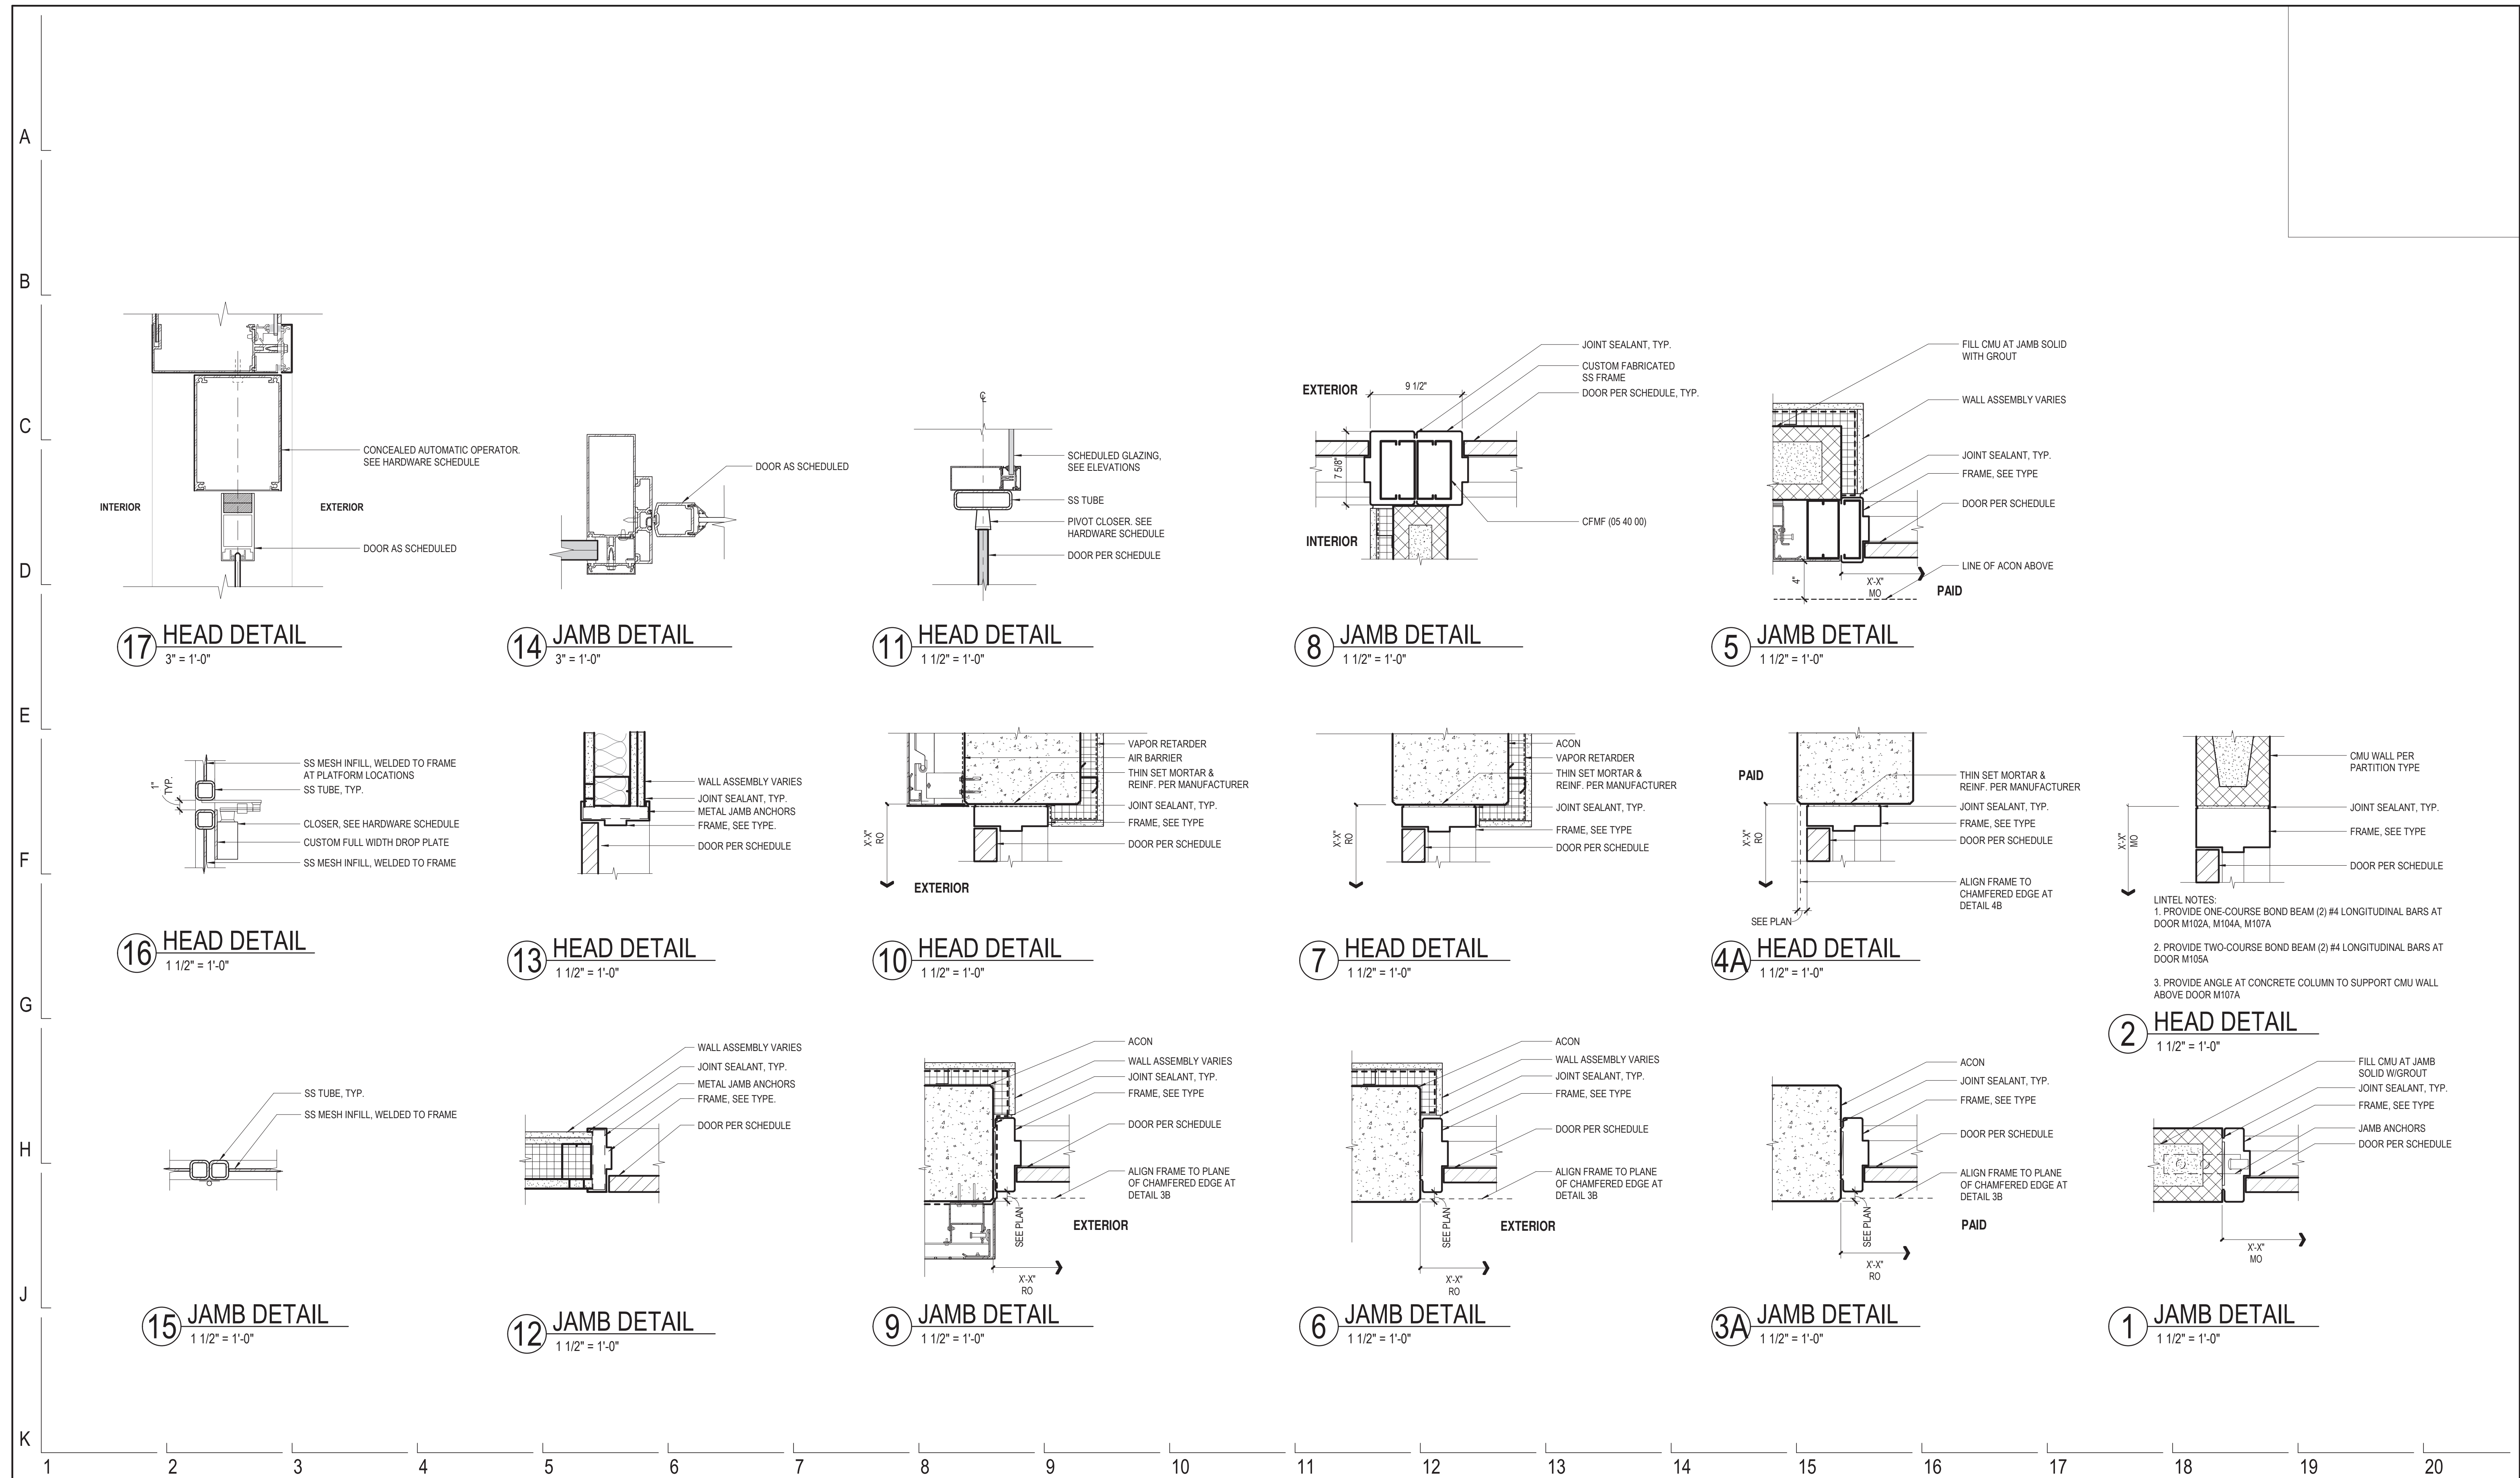 A
B
C
D
E
F
G
H
J
K
1
2
3
4
5
6
7
8
9
10
11
12
13
14
15
16
17
18
19
20
CONCEALED AUTOMATIC OPERATOR.
SEE HARDWARE SCHEDULE
INTERIOR
EXTERIOR
DOOR AS SCHEDULED
17
HEAD DETAIL
3" = 1'-0"
DOOR AS SCHEDULED
14
JAMB DETAIL
3" = 1'-0"
SCHEDULED GLAZING,
SEE ELEVATIONS
SS TUBE
PIVOT CLOSER. SEE
HARDWARE SCHEDULE
DOOR PER SCHEDULE
11
HEAD DETAIL
1 1/2" = 1'-0"
JOINT SEALANT, TYP.
CUSTOM FABRICATED
SS FRAME
DOOR PER SCHEDULE, TYP.
EXTERIOR
9 1/2"
7 5/8"
CFMF (05 40 00)
INTERIOR
8
JAMB DETAIL
1 1/2" = 1'-0"
FILL CMU AT JAMB SOLID
WITH GROUT
WALL ASSEMBLY VARIES
JOINT SEALANT, TYP.
FRAME, SEE TYPE
DOOR PER SCHEDULE
LINE OF ACON ABOVE
4"
X'-X"
MO
PAID
5
JAMB DETAIL
1 1/2" = 1'-0"
1"
TYP.
SS MESH INFILL, WELDED TO FRAME
AT PLATFORM LOCATIONS
SS TUBE, TYP.
CLOSER, SEE HARDWARE SCHEDULE
CUSTOM FULL WIDTH DROP PLATE
SS MESH INFILL, WELDED TO FRAME
16
HEAD DETAIL
1 1/2" = 1'-0"
WALL ASSEMBLY VARIES
JOINT SEALANT, TYP.
METAL JAMB ANCHORS
FRAME, SEE TYPE.
DOOR PER SCHEDULE
13
HEAD DETAIL
1 1/2" = 1'-0"
VAPOR RETARDER
AIR BARRIER
THIN SET MORTAR &
REINF. PER MANUFACTURER
JOINT SEALANT, TYP.
FRAME, SEE TYPE
DOOR PER SCHEDULE
X'-X"
RO
EXTERIOR
10
HEAD DETAIL
1 1/2" = 1'-0"
ACON
VAPOR RETARDER
THIN SET MORTAR &
REINF. PER MANUFACTURER
JOINT SEALANT, TYP.
FRAME, SEE TYPE
DOOR PER SCHEDULE
X'-X"
RO
7
HEAD DETAIL
1 1/2" = 1'-0"
PAID
THIN SET MORTAR &
REINF. PER MANUFACTURER
JOINT SEALANT, TYP.
FRAME, SEE TYPE
DOOR PER SCHEDULE
X'-X"
RO
ALIGN FRAME TO
CHAMFERED EDGE AT
DETAIL 4B
SEE PLAN
4A
HEAD DETAIL
1 1/2" = 1'-0"
CMU WALL PER
PARTITION TYPE
JOINT SEALANT, TYP.
FRAME, SEE TYPE
X'-X"
MO
DOOR PER SCHEDULE
LINTEL NOTES:
1. PROVIDE ONE-COURSE BOND BEAM (2) #4 LONGITUDINAL BARS AT
DOOR M102A, M104A, M107A
2. PROVIDE TWO-COURSE BOND BEAM (2) #4 LONGITUDINAL BARS AT
DOOR M105A
3. PROVIDE ANGLE AT CONCRETE COLUMN TO SUPPORT CMU WALL
ABOVE DOOR M107A
2
HEAD DETAIL
1 1/2" = 1'-0"
SS TUBE, TYP.
SS MESH INFILL, WELDED TO FRAME
15
JAMB DETAIL
1 1/2" = 1'-0"
WALL ASSEMBLY VARIES
JOINT SEALANT, TYP.
METAL JAMB ANCHORS
FRAME, SEE TYPE.
DOOR PER SCHEDULE
12
JAMB DETAIL
1 1/2" = 1'-0"
ACON
WALL ASSEMBLY VARIES
JOINT SEALANT, TYP.
FRAME, SEE TYPE
DOOR PER SCHEDULE
ALIGN FRAME TO PLANE
OF CHAMFERED EDGE AT
DETAIL 3B
SEE PLAN
EXTERIOR
X'-X"
RO
9
JAMB DETAIL
1 1/2" = 1'-0"
ACON
WALL ASSEMBLY VARIES
JOINT SEALANT, TYP.
FRAME, SEE TYPE
DOOR PER SCHEDULE
ALIGN FRAME TO PLANE
OF CHAMFERED EDGE AT
DETAIL 3B
SEE PLAN
EXTERIOR
X'-X"
RO
6
JAMB DETAIL
1 1/2" = 1'-0"
ACON
JOINT SEALANT, TYP.
FRAME, SEE TYPE
DOOR PER SCHEDULE
ALIGN FRAME TO PLANE
OF CHAMFERED EDGE AT
DETAIL 3B
SEE PLAN
PAID
X'-X"
RO
3A
JAMB DETAIL
1 1/2" = 1'-0"
FILL CMU AT JAMB
SOLID W/GROUT
JOINT SEALANT, TYP.
FRAME, SEE TYPE
JAMB ANCHORS
DOOR PER SCHEDULE
X'-X"
MO
1
JAMB DETAIL
1 1/2" = 1'-0"